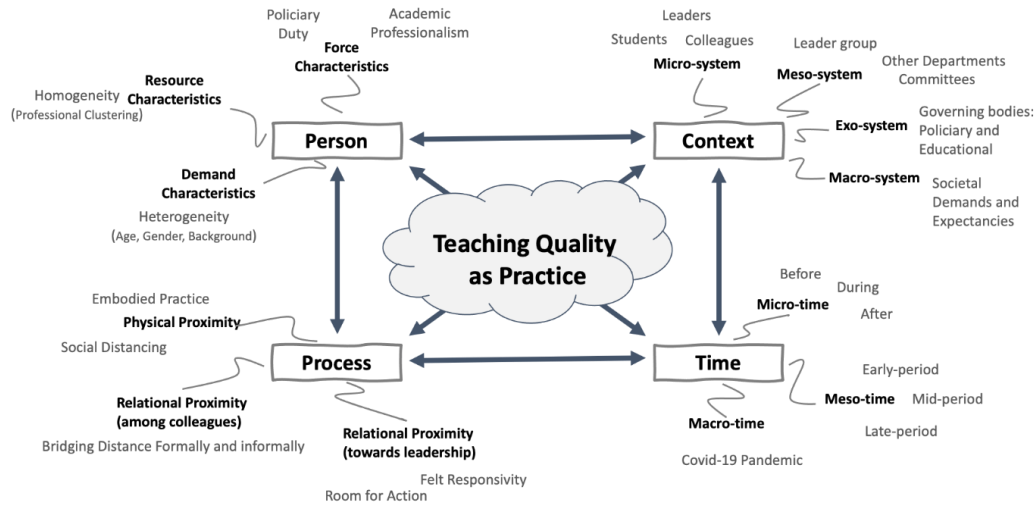 Policiary
Duty
Academic
Professionalism
Force
Characteristics
Resource
Characteristics
Homogeneity
(Professional Clustering)
Person
Demand
Characteristics
Heterogeneity
(Age, Gender, Background)
Leaders
Students
Colleagues
Micro-system
Leader group
Meso-system
Other Departments
Committees
Exo-system
Governing bodies:
Policiary and
Educational
Context
Macro-system
Societal
Demands and
Expectancies
Teaching Quality
as Practice
Embodied Practice
Physical Proximity
Social Distancing
Process
Relational Proximity
(among colleagues)
Bridging Distance Formally and informally
Relational Proximity
(towards leadership)
Felt Responsivity
Room for Action
Before
During
Micro-time
After
Time
Early-period
Meso-time
Mid-period
Late-period
Macro-time
Covid-19 Pandemic